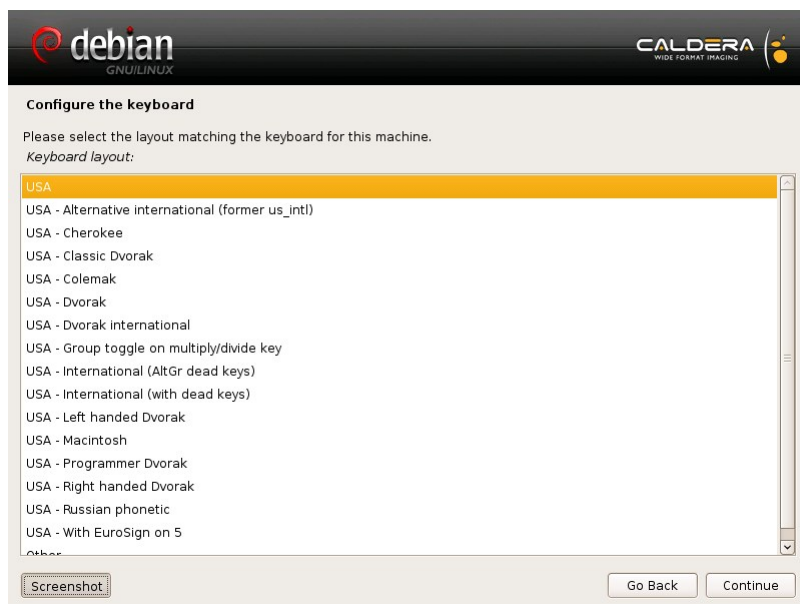 debian
GNU/LINUX
CALDERA
WIDE FORMAT IMAGING
Configure the keyboard
Please select the layout matching the keyboard for this machine.
Keyboard layout:
USA
USA - Alternative international (former us_intl)
USA - Cherokee
USA - Classic Dvorak
USA - Colemak
USA - Dvorak
USA - Dvorak international
USA - Group toggle on multiply/divide key
USA - International (AltGr dead keys)
USA - International (with dead keys)
USA - Left handed Dvorak
USA - Macintosh
USA - Programmer Dvorak
USA - Right handed Dvorak
USA - Russian phonetic
USA - With EuroSign on 5
Other
Screenshot
Go Back
Continue